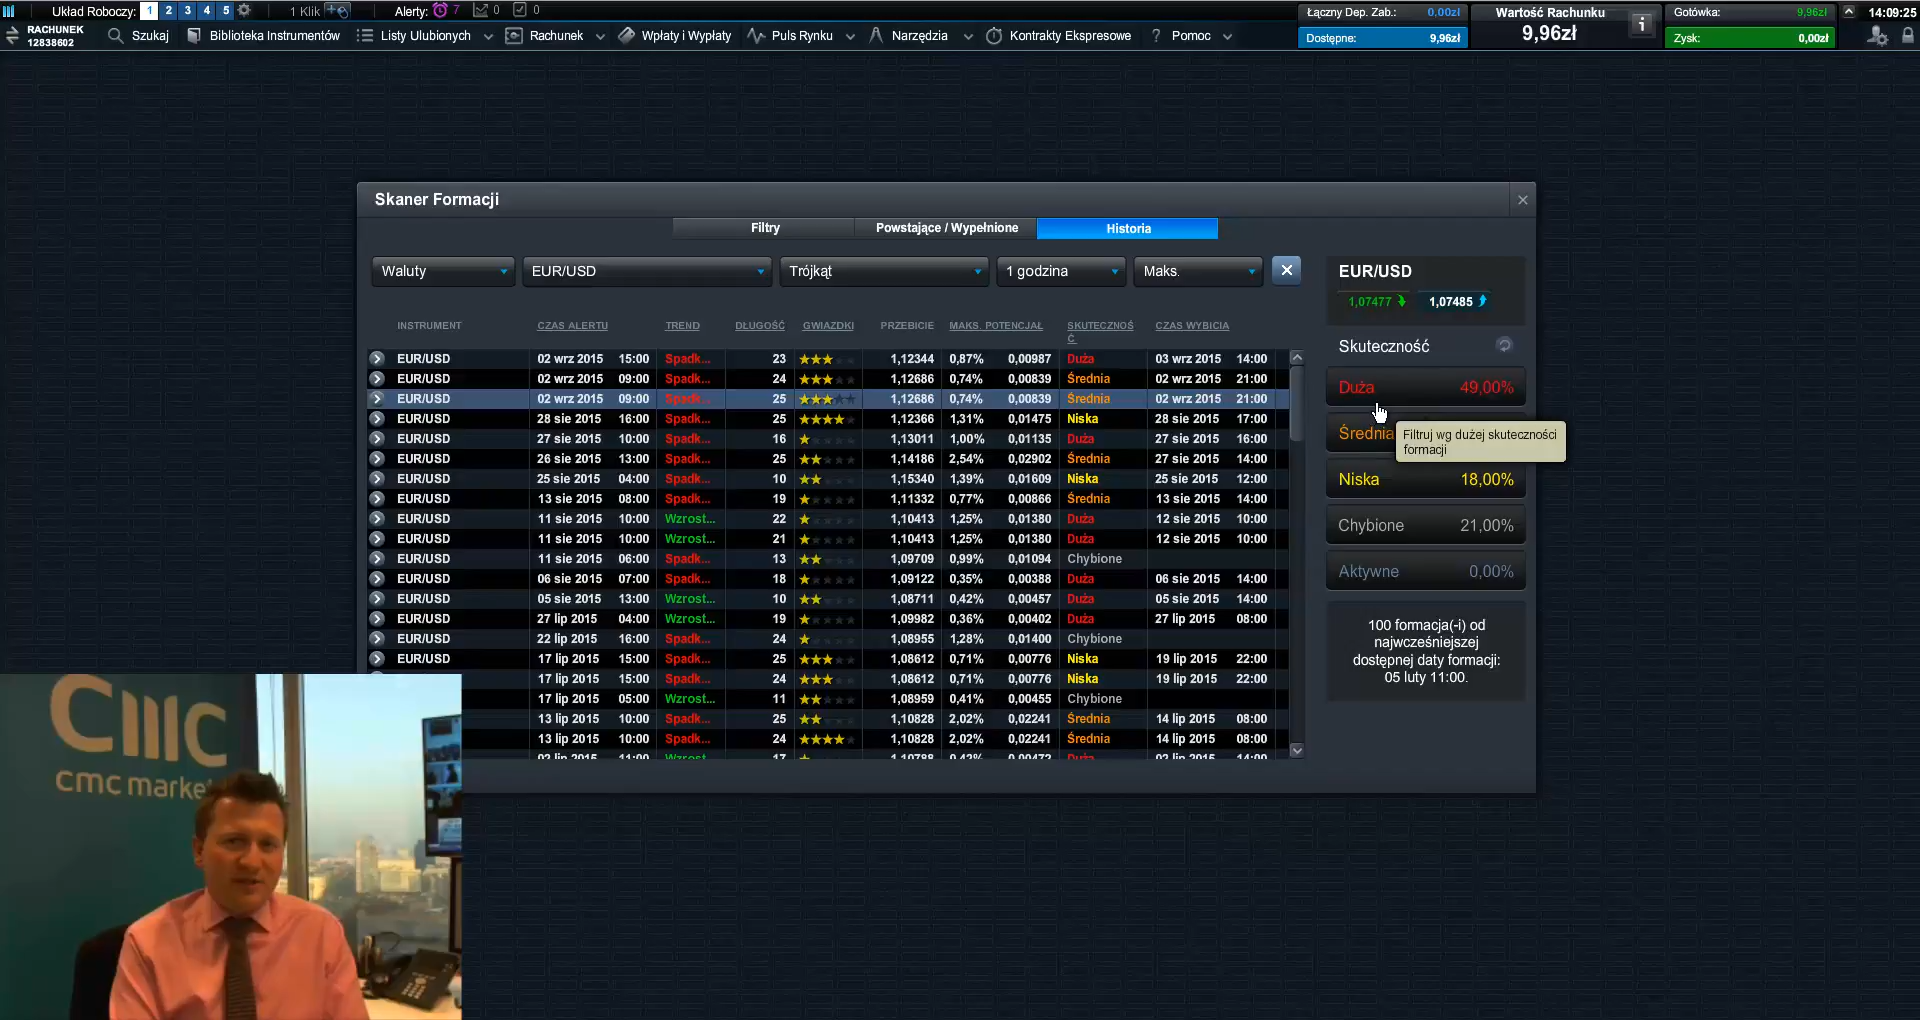 Układ Roboczy: 1 2 3 4 5 1 Klik Alerty: 7 0 0
Łączny Dep. Zab.: 0,00zł
Dostępne: 9,96zł
Wartość Rachunku
9,96zł
Gotówka: 9,96zł
Zysk: 0,00zł
14:09:25
RACHUNEK
12838602
Szukaj Biblioteka Instrumentów Listy Ulubionych Rachunek Wpłaty i Wypłaty Puls Rynku Narzędzia Kontrakty Ekspresowe ? Pomoc
Skaner Formacji
Filtry Powstające / Wypełnione Historia
Waluty EUR/USD Trójkąt 1 godzina Maks.
INSTRUMENT CZAS ALERTU TREND DŁUGOŚĆ GWIAZDKI PRZEBICIE MAKS. POTENCJAŁ SKUTECZNOŚ CZAS WYBICIA
Ć
EUR/USD 02 wrz 2015 15:00 Spadk... 23 1,12344 0,87% 0,00987 Duża 03 wrz 2015 14:00
EUR/USD 02 wrz 2015 09:00 Spadk... 24 1,12686 0,74% 0,00839 Średnia 02 wrz 2015 21:00
EUR/USD 02 wrz 2015 09:00 Spadk... 25 1,12686 0,74% 0,00839 Średnia 02 wrz 2015 21:00
EUR/USD 28 sie 2015 16:00 Spadk... 25 1,12366 1,31% 0,01475 Niska 28 sie 2015 17:00
EUR/USD 27 sie 2015 10:00 Spadk... 16 1,13011 1,00% 0,01135 Duża 27 sie 2015 16:00
EUR/USD 26 sie 2015 13:00 Spadk... 25 1,14186 2,54% 0,02902 Średnia 27 sie 2015 14:00
EUR/USD 25 sie 2015 04:00 Spadk... 10 1,15340 1,39% 0,01609 Niska 25 sie 2015 12:00
EUR/USD 13 sie 2015 08:00 Spadk... 19 1,11332 0,77% 0,00866 Średnia 13 sie 2015 14:00
EUR/USD 11 sie 2015 10:00 Wzrost... 22 1,10413 1,25% 0,01380 Duża 12 sie 2015 10:00
EUR/USD 11 sie 2015 10:00 Wzrost... 21 1,10413 1,25% 0,01380 Duża 12 sie 2015 10:00
EUR/USD 11 sie 2015 06:00 Spadk... 13 1,09709 0,99% 0,01094 Chybione
EUR/USD 06 sie 2015 07:00 Spadk... 18 1,09122 0,35% 0,00388 Duża 06 sie 2015 14:00
EUR/USD 05 sie 2015 13:00 Wzrost... 10 1,08711 0,42% 0,00457 Duża 05 sie 2015 14:00
EUR/USD 27 lip 2015 04:00 Wzrost... 19 1,09982 0,36% 0,00402 Duża 27 lip 2015 08:00
EUR/USD 22 lip 2015 16:00 Spadk... 24 1,08955 1,28% 0,01400 Chybione
EUR/USD 17 lip 2015 15:00 Spadk... 25 1,08612 0,71% 0,00776 Niska 19 lip 2015 22:00
17 lip 2015 15:00 Spadk... 24 1,08612 0,71% 0,00776 Niska 19 lip 2015 22:00
17 lip 2015 05:00 Wzrost... 11 1,08959 0,41% 0,00455 Chybione
13 lip 2015 10:00 Spadk... 25 1,10828 2,02% 0,02241 Średnia 14 lip 2015 08:00
13 lip 2015 10:00 Spadk... 24 1,10828 2,02% 0,02241 Średnia 14 lip 2015 08:00
02 lip 2015 11:00 Wzrost... 17 1,10788 0,42% 0,00472 Duża 02 lip 2015 14:00
EUR/USD
1,07477 1,07485
Skuteczność
Duża 49,00%
Średnia
Filtruj wg dużej skuteczności
formacji
Niska 18,00%
Chybione 21,00%
Aktywne 0,00%
100 formacja(-i) od
najwcześniejszej
dostępnej daty formacji:
05 luty 11:00.
cmc
cmc marke